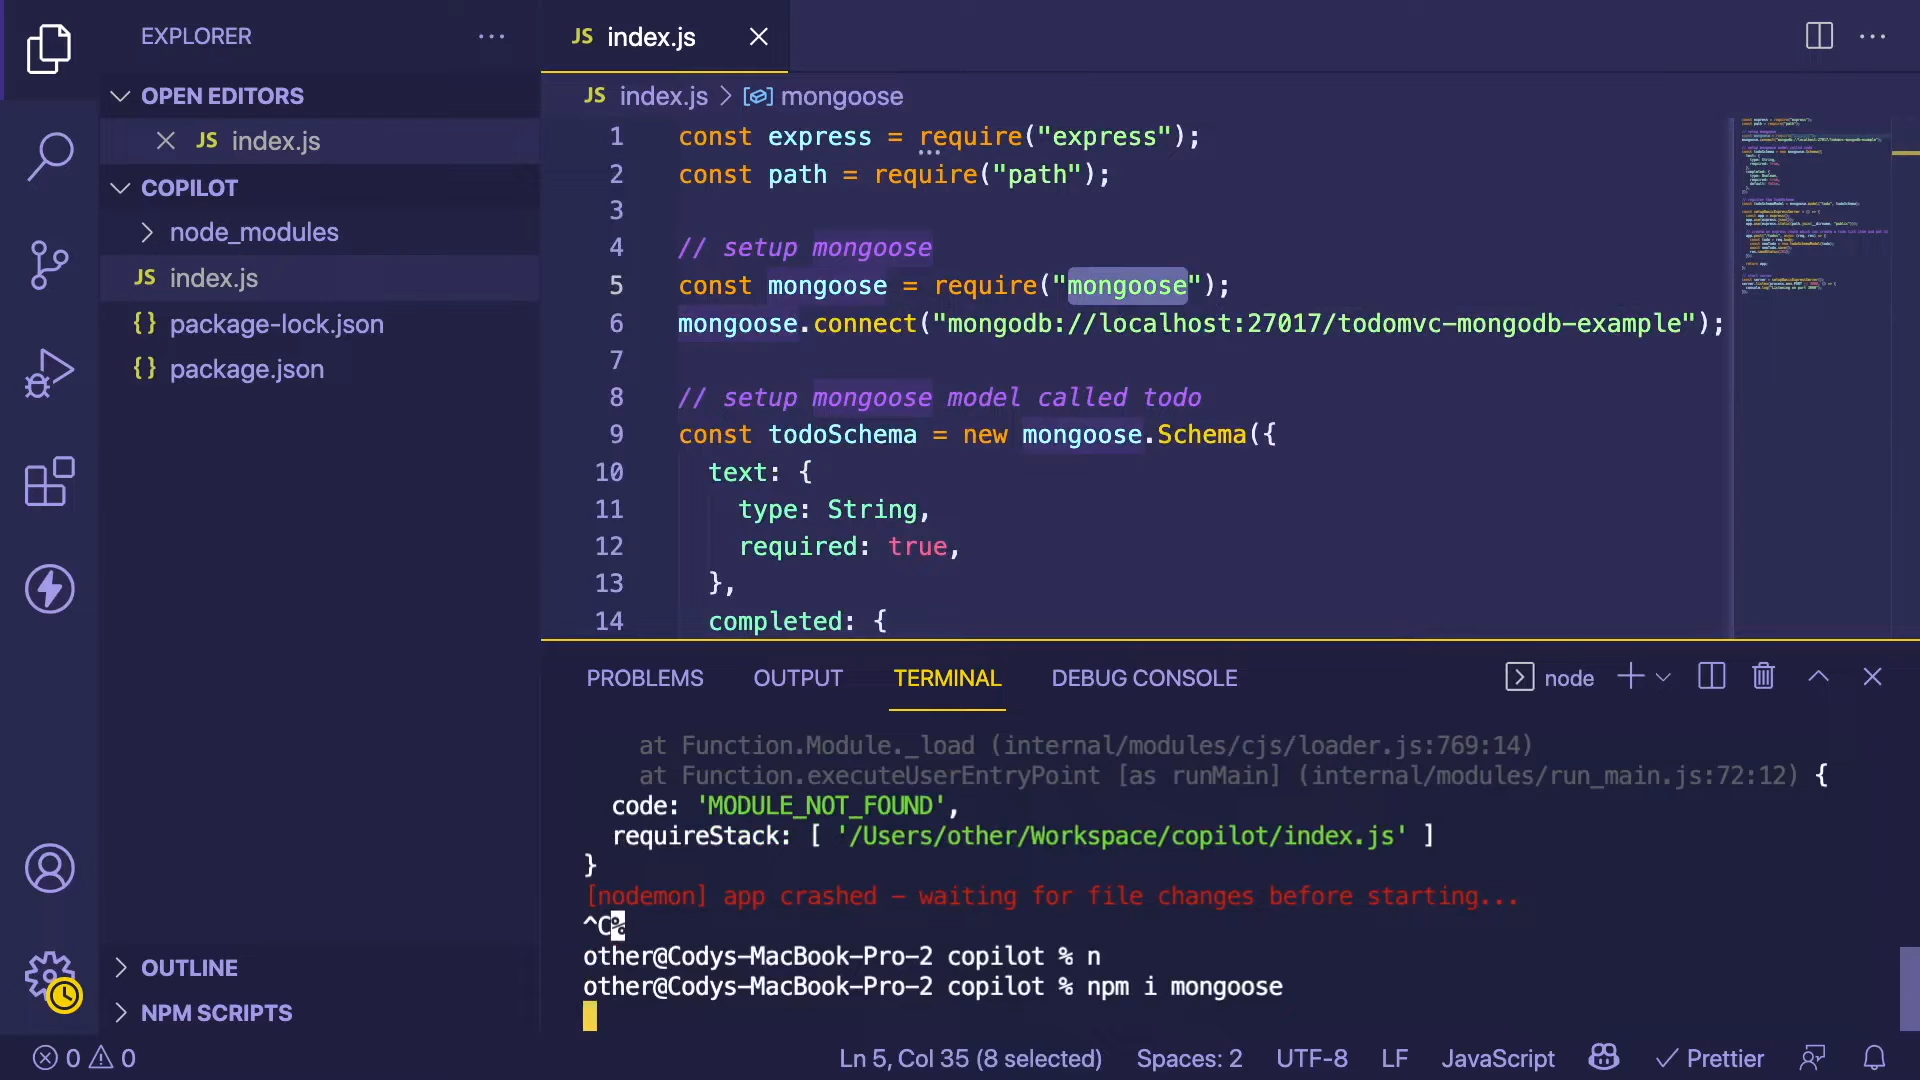 EXPLORER
OPEN EDITORS
JS index.js
COPILOT
node_modules
JS index.js
{} package-lock.json
{} package.json
OUTLINE
NPM SCRIPTS
JS index.js
JS index.js > mongoose
1 const express = require("express");
2 const path = require("path");
3
4 // setup mongoose
5 const mongoose = require("mongoose");
6 mongoose.connect("mongodb://localhost:27017/todomvc-mongodb-example");
7
8 // setup mongoose model called todo
9 const todoSchema = new mongoose.Schema({
10 text: {
11 type: String,
12 required: true,
13 },
14 completed: {
PROBLEMS OUTPUT TERMINAL DEBUG CONSOLE node
at Function.Module._load (internal/modules/cjs/loader.js:769:14)
at Function.executeUserEntryPoint [as runMain] (internal/modules/run_main.js:72:12) {
code: 'MODULE_NOT_FOUND',
requireStack: [ '/Users/other/Workspace/copilot/index.js' ]
}
[nodemon] app crashed - waiting for file changes before starting...
^C%
other@Codys-MacBook-Pro-2 copilot % n
other@Codys-MacBook-Pro-2 copilot % npm i mongoose
0 0 Ln 5, Col 35 (8 selected) Spaces: 2 UTF-8 LF JavaScript Prettier